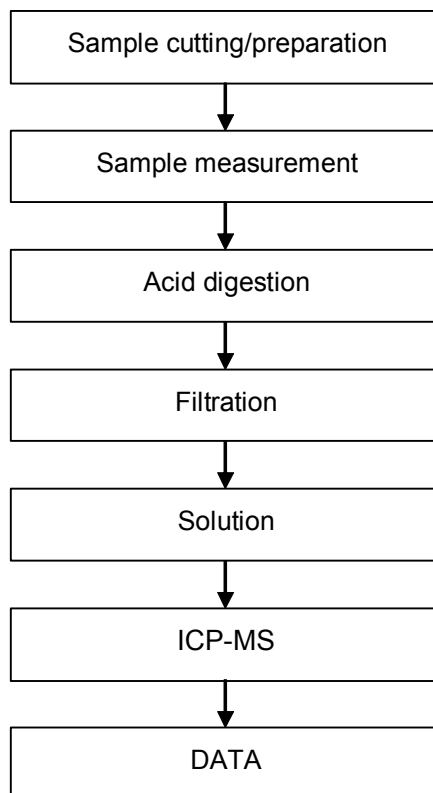 Sample cutting/preparation
Sample measurement
Acid digestion
Filtration
Solution
ICP-MS
DATA